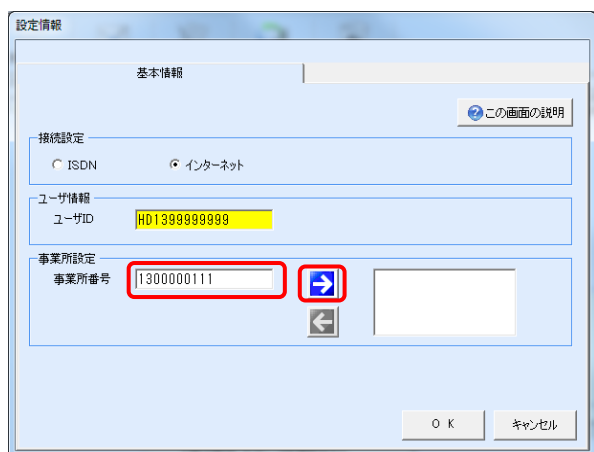 設定情報
基本情報
この画面の説明
接続設定
ISDN インターネット
ユーザ情報
ユーザID HD1399999999
事業所設定
事業所番号 1300000111
OK キャンセル